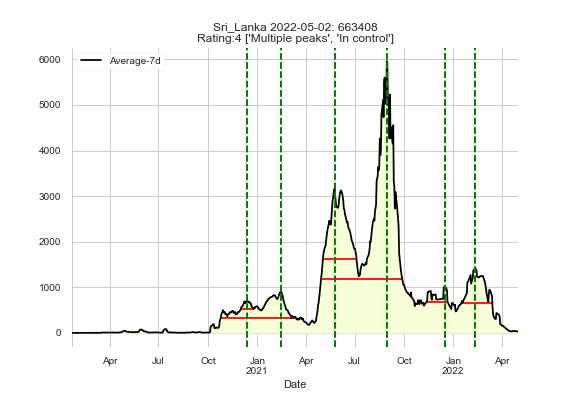 Sri_Lanka 2022-05-02: 663408
Rating:4 ['Multiple peaks', 'In control']
Average-7d
6000
5000
4000
3000
2000
1000
0
Apr Jul Oct Jan Apr Jul Oct Jan Apr
2021 2022
Date